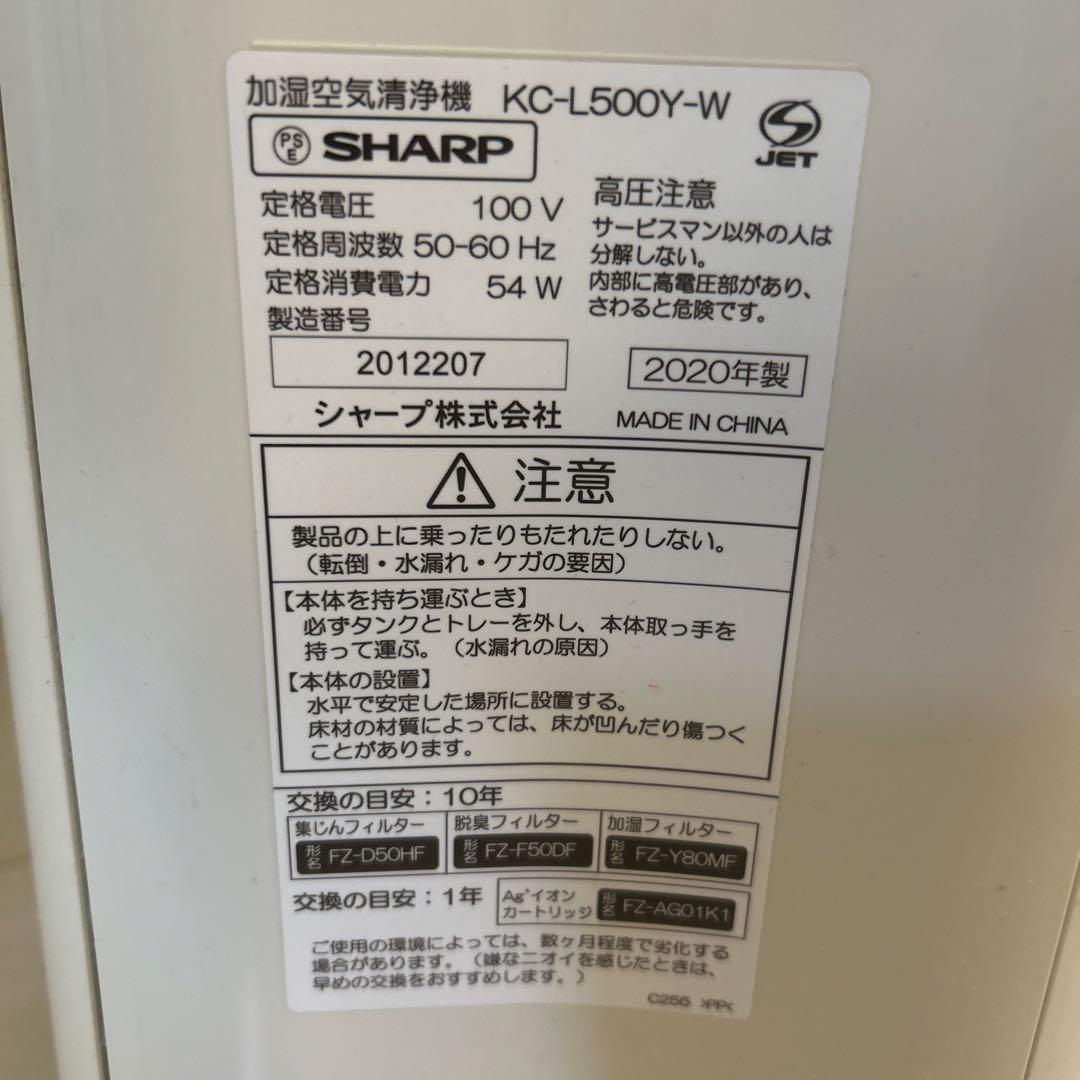 加湿空気清浄機 KC-L500Y-W
PS E SHARP
JET
定格電圧 100 V
定格周波数 50-60 Hz
定格消費電力 54 W
製造番号
2012207
シャープ株式会社
高圧注意
サービスマン以外の人は
分解しない。
内部に高電圧部があり、
さわると危険です。
2020年製
MADE IN CHINA
注意
製品の上に乗ったりもたれたりしない。
（転倒・水漏れ・ケガの要因）
【本体を持ち運ぶとき】
必ずタンクとトレーを外し、本体取っ手を
持って運ぶ。（水漏れの原因）
【本体の設置】
水平で安定した場所に設置する。
床材の材質によっては、床が凹んだり傷つく
ことがあります。
交換の目安：10年
集じんフィルター
形名 FZ-D50HF
脱臭フィルター
形名 FZ-F50DF
加湿フィルター
形名 FZ-Y80MF
交換の目安：1年
Ag⁺イオン
カートリッジ
形名 FZ-AG01K1
ご使用の環境によっては、数ヶ月程度で劣化する
場合があります。（嫌なニオイを感じたときは、
早めの交換をおすすめします。）
C255 >PP<